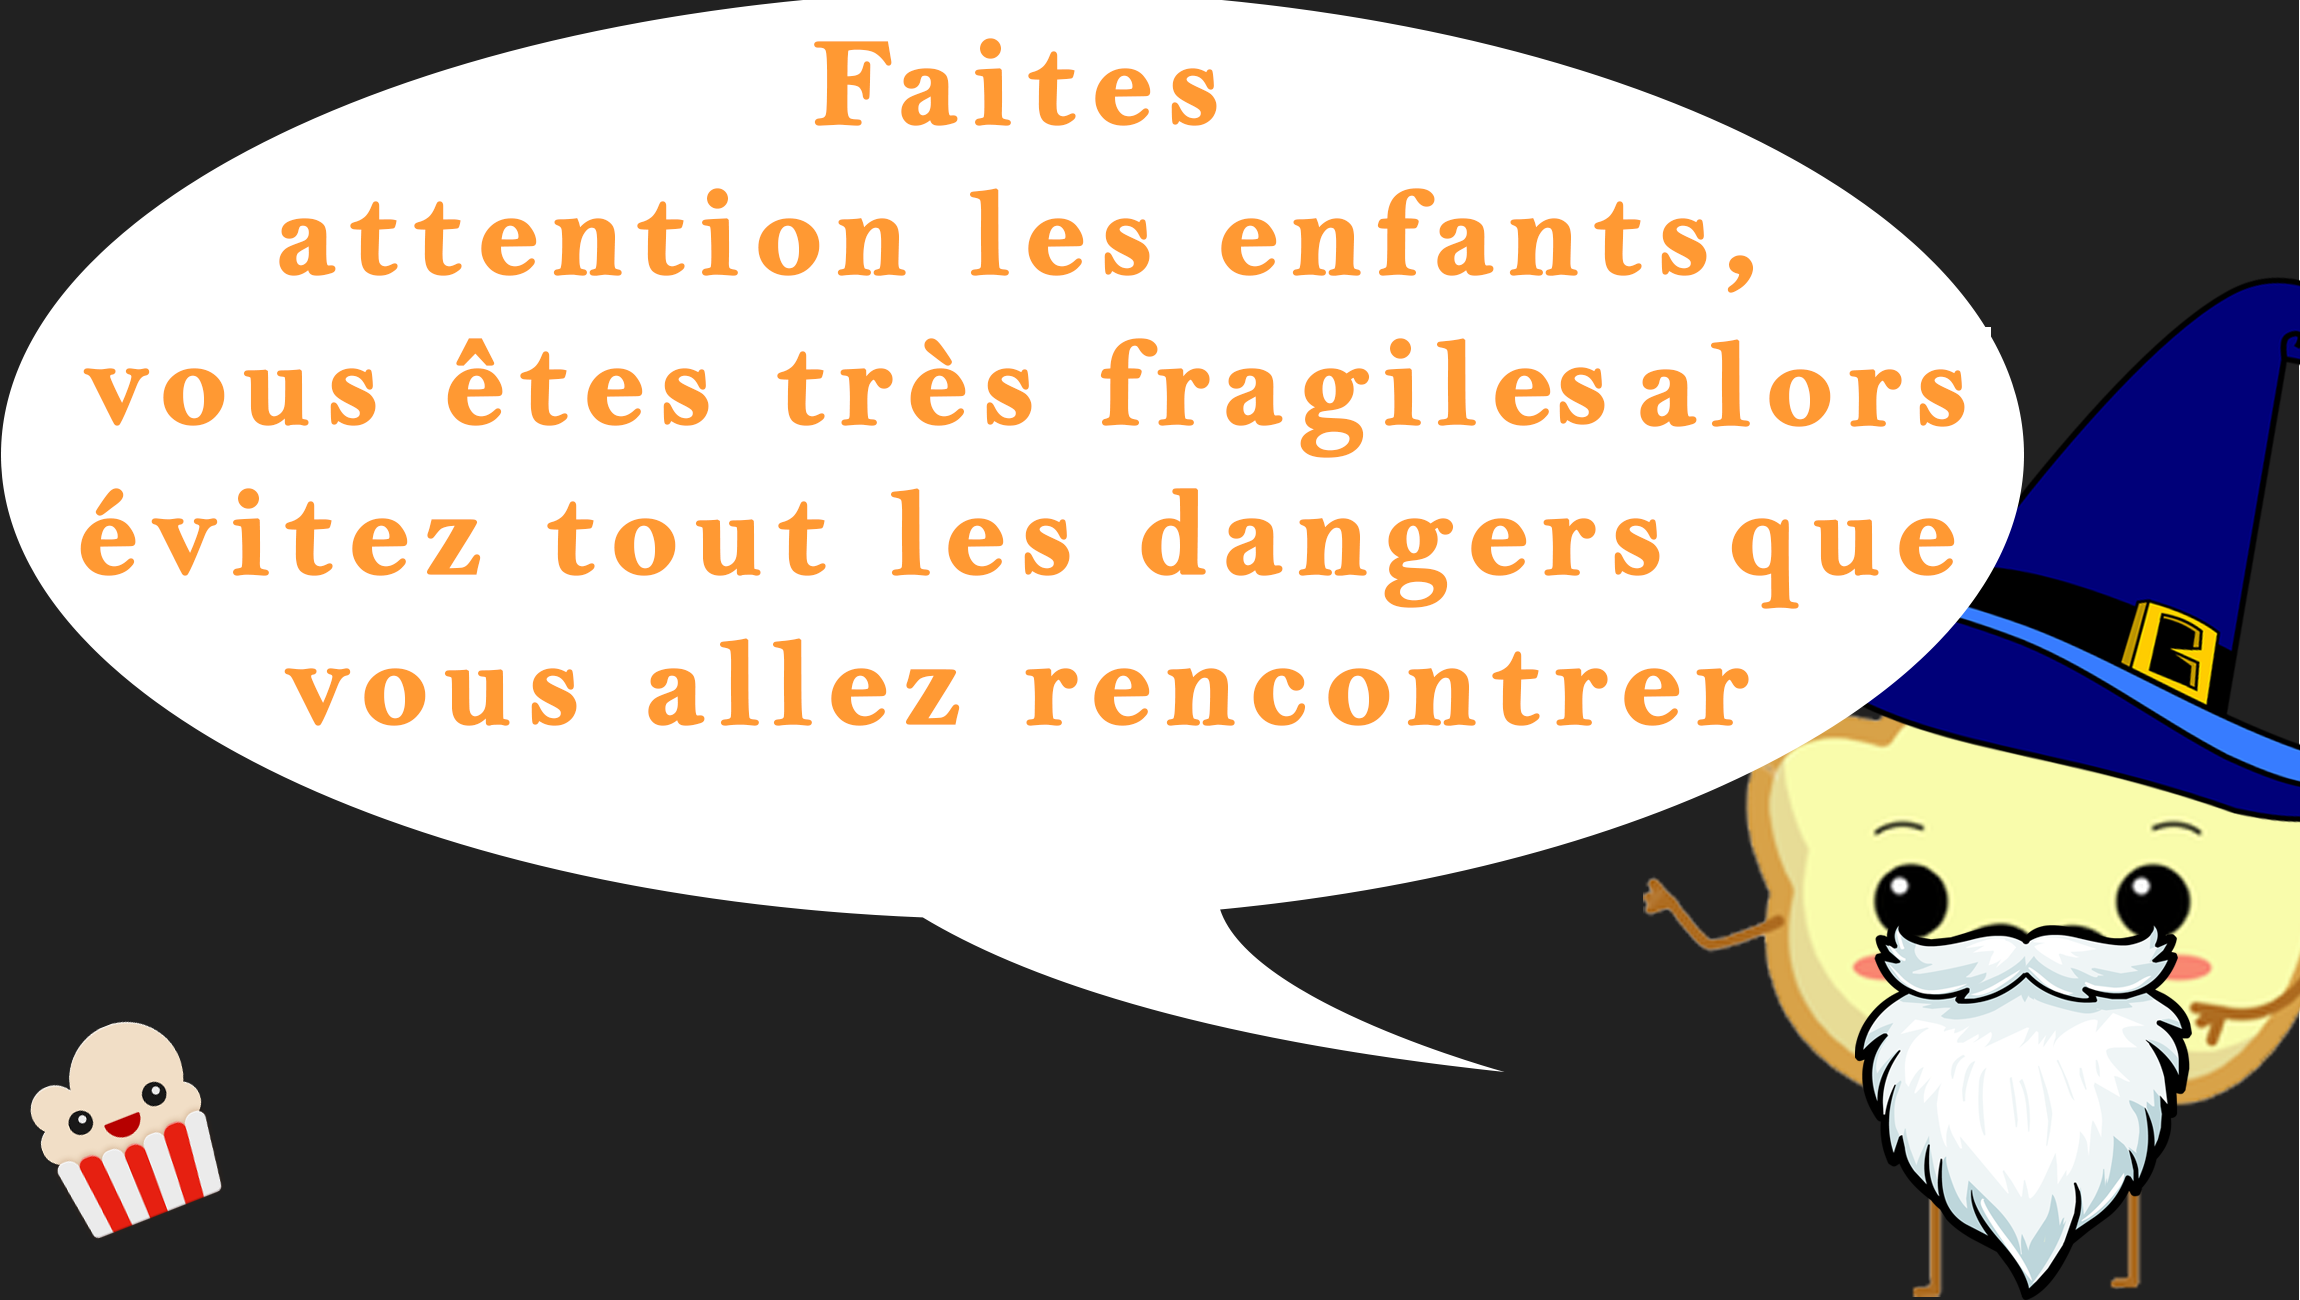 Faites
attention les enfants,
vous êtes très fragiles alors
évitez tout les dangers que
vous allez rencontrer